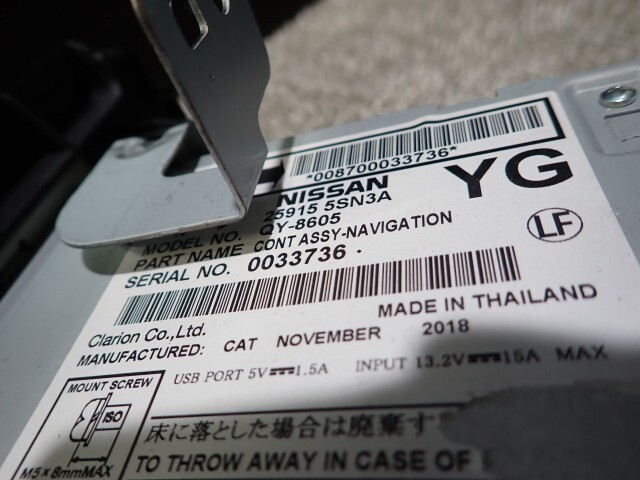 *008700033736*
YG
NISSAN
25915 5SN3A
MODEL NO. QY-8605
PART NAME CONT ASSY-NAVIGATION
SERIAL NO. 0033736
LF
Clarion Co.,Ltd.
MADE IN THAILAND
MANUFACTURED: CAT NOVEMBER 2018
USB PORT 5V⎓1.5A INPUT 13.2V⎓15A MAX
MOUNT SCREW
ISO
M5×8mmMAX
床に落とした場合は廃棄す
TO THROW AWAY IN CASE OF